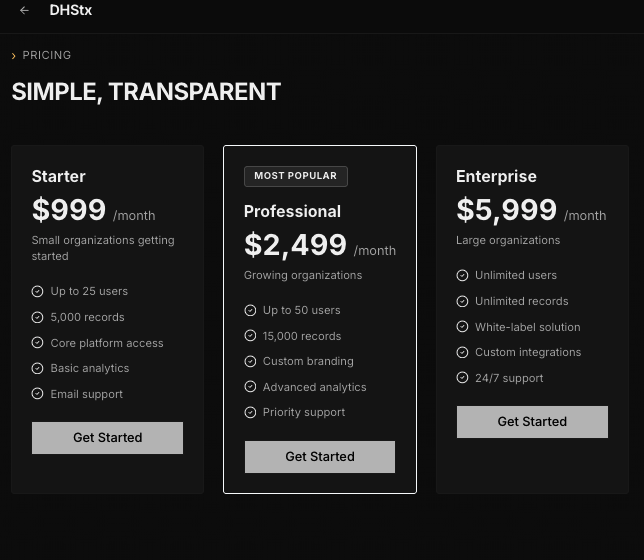 DHStx
PRICING
SIMPLE, TRANSPARENT
Starter
$999 /month
Small organizations getting
started
Up to 25 users
5,000 records
Core platform access
Basic analytics
Email support
Get Started
MOST POPULAR
Professional
$2,499 /month
Growing organizations
Up to 50 users
15,000 records
Custom branding
Advanced analytics
Priority support
Get Started
Enterprise
$5,999 /month
Large organizations
Unlimited users
Unlimited records
White-label solution
Custom integrations
24/7 support
Get Started